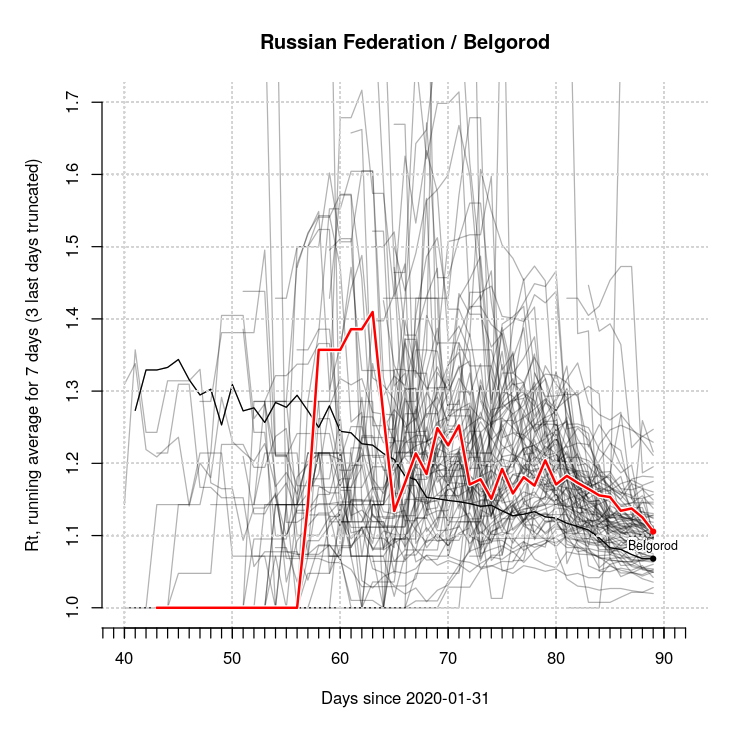 Russian Federation / Belgorod
Rt, running average for 7 days (3 last days truncated)
1.7
1.6
1.5
1.4
1.3
1.2
1.1
1.0
Belgorod
40 50 60 70 80 90
Days since 2020-01-31